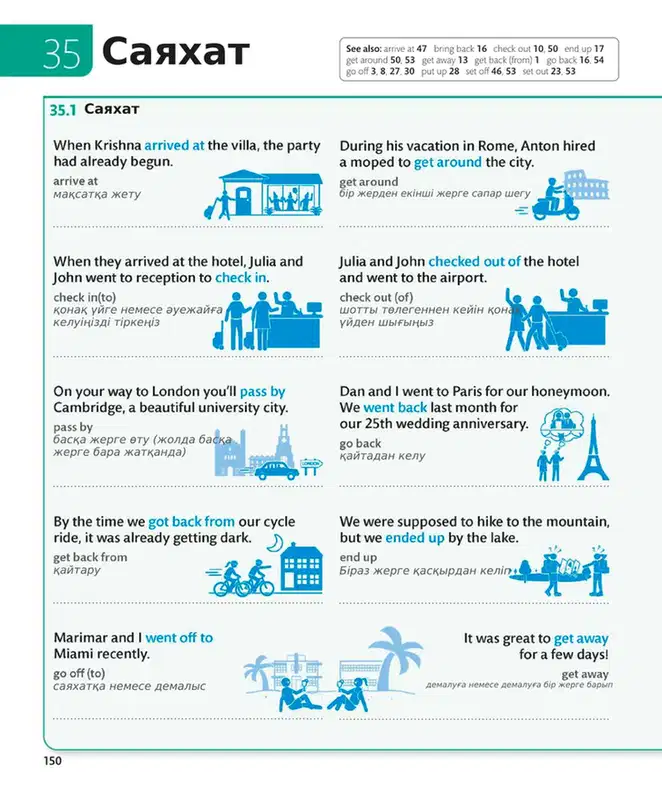 35
Саяхат
See also: arrive at 47 bring back 16 check out 10, 50 end up 17
get around 50, 53 get away 13 get back (from) 1 go back 16, 54
go off 3, 8, 27, 30 put up 28 set off 46, 53 set out 23, 53
35.1 Саяхат
When Krishna arrived at the villa, the party
had already begun.
arrive at
мақсатқа жету
During his vacation in Rome, Anton hired
a moped to get around the city.
get around
бір жерден екінші жерге сапар шегу
When they arrived at the hotel, Julia and
John went to reception to check in.
check in(to)
қонақ үйге немесе әуежайға
келуіңізді тіркеңіз
Julia and John checked out of the hotel
and went to the airport.
check out (of)
шотты төлегеннен кейін қонақ
үйден шығыңыз
On your way to London you'll pass by
Cambridge, a beautiful university city.
pass by
басқа жерге өту (жолда басқа
жерге бара жатқанда)
LONDON
Dan and I went to Paris for our honeymoon.
We went back last month for
our 25th wedding anniversary.
go back
қайтадан келу
By the time we got back from our cycle
ride, it was already getting dark.
get back from
қайтару
We were supposed to hike to the mountain,
but we ended up by the lake.
end up
Біраз жерге қасқырдан келіп
Marimar and I went off to
Miami recently.
go off (to)
саяхатқа немесе демалыс
It was great to get away
for a few days!
get away
демалуға немесе демалуға бір жерге барып
150